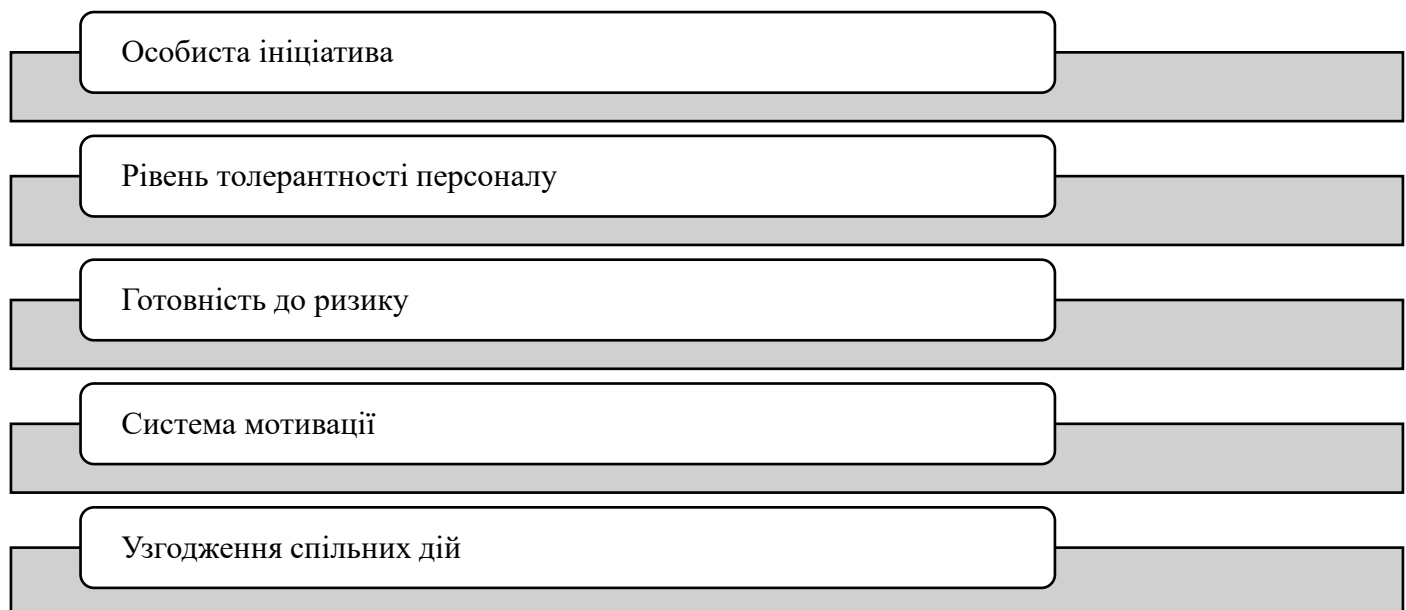 Особиста ініціатива
Рівень толерантності персоналу
Готовність до ризику
Система мотивації
Узгодження спільних дій